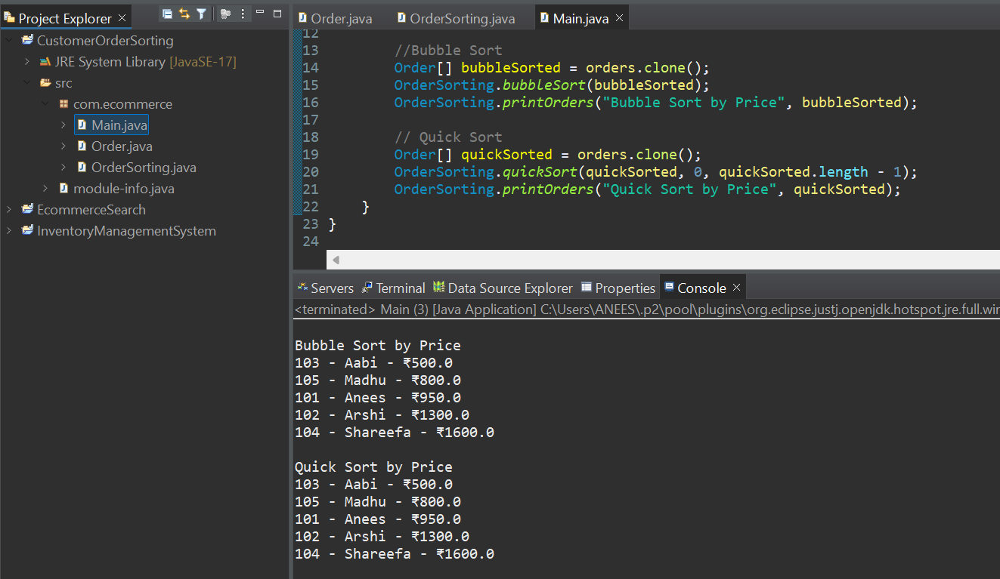 Project Explorer
CustomerOrderSorting
JRE System Library [JavaSE-17]
src
com.ecommerce
Main.java
Order.java
OrderSorting.java
module-info.java
EcommerceSearch
InventoryManagementSystem
Order.java OrderSorting.java Main.java
12
13 //Bubble Sort
14 Order[] bubbleSorted = orders.clone();
15 OrderSorting.bubbleSort(bubbleSorted);
16 OrderSorting.printOrders("Bubble Sort by Price", bubbleSorted);
17
18 // Quick Sort
19 Order[] quickSorted = orders.clone();
20 OrderSorting.quickSort(quickSorted, 0, quickSorted.length - 1);
21 OrderSorting.printOrders("Quick Sort by Price", quickSorted);
22 }
23 }
24
Servers Terminal Data Source Explorer Properties Console
<terminated> Main (3) [Java Application] C:\Users\ANEES\.p2\pool\plugins\org.eclipse.justj.openjdk.hotspot.jre.full.win
Bubble Sort by Price
103 - Aabi - ₹500.0
105 - Madhu - ₹800.0
101 - Anees - ₹950.0
102 - Arshi - ₹1300.0
104 - Shareefa - ₹1600.0
Quick Sort by Price
103 - Aabi - ₹500.0
105 - Madhu - ₹800.0
101 - Anees - ₹950.0
102 - Arshi - ₹1300.0
104 - Shareefa - ₹1600.0